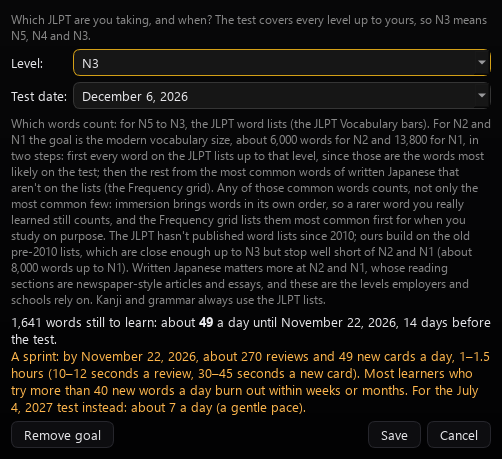 Which JLPT are you taking, and when? The test covers every level up to yours, so N3 means
N5, N4 and N3.
Level: N3
Test date: December 6, 2026
Which words count: for N5 to N3, the JLPT word lists (the JLPT Vocabulary bars). For N2 and
N1 the goal is the modern vocabulary size, about 6,000 words for N2 and 13,800 for N1, in
two steps: first every word on the JLPT lists up to that level, since those are the words most
likely on the test; then the rest from the most common words of written Japanese that
aren't on the lists (the Frequency grid). Any of those common words counts, not only the
most common few: immersion brings words in its own order, so a rarer word you really
learned still counts, and the Frequency grid lists them most common first for when you
study on purpose. The JLPT hasn't published word lists since 2010; ours build on the old
pre-2010 lists, which are close enough up to N3 but stop well short of N2 and N1 (about
8,000 words up to N1). Written Japanese matters more at N2 and N1, whose reading
sections are newspaper-style articles and essays, and these are the levels employers and
schools rely on. Kanji and grammar always use the JLPT lists.
1,641 words still to learn: about 49 a day until November 22, 2026, 14 days before
the test.
A sprint: by November 22, 2026, about 270 reviews and 49 new cards a day, 1–1.5
hours (10–12 seconds a review, 30–45 seconds a new card). Most learners who
try more than 40 new words a day burn out within weeks or months. For the July
4, 2027 test instead: about 7 a day (a gentle pace).
Remove goal Save Cancel